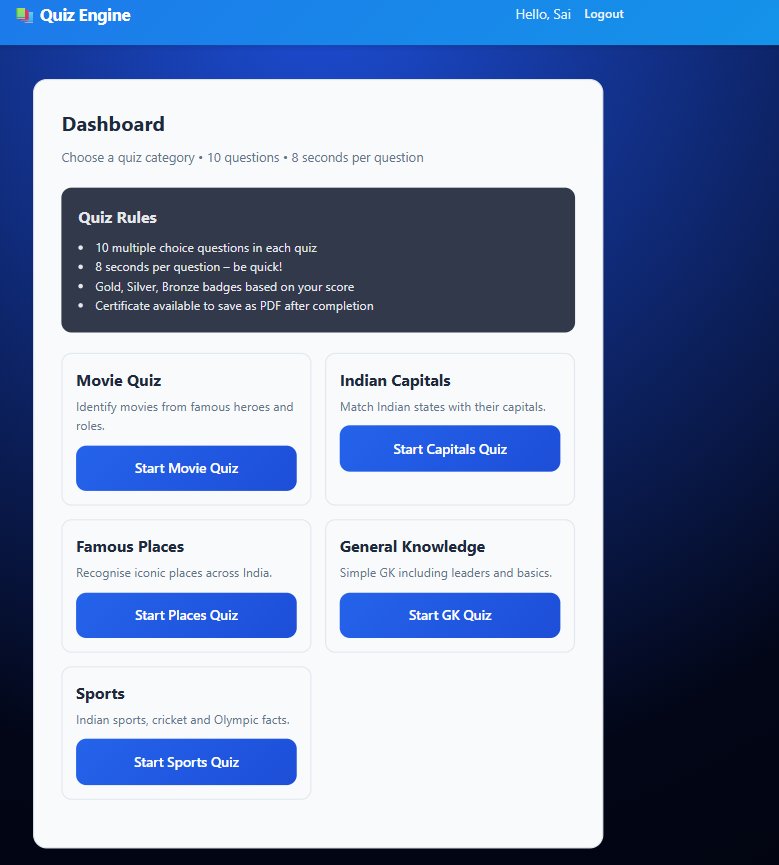 Quiz Engine
Hello, Sai
Logout
Dashboard
Choose a quiz category • 10 questions • 8 seconds per question
Quiz Rules
• 10 multiple choice questions in each quiz
• 8 seconds per question – be quick!
• Gold, Silver, Bronze badges based on your score
• Certificate available to save as PDF after completion
Movie Quiz
Identify movies from famous heroes and
roles.
Start Movie Quiz
Indian Capitals
Match Indian states with their capitals.
Start Capitals Quiz
Famous Places
Recognise iconic places across India.
Start Places Quiz
General Knowledge
Simple GK including leaders and basics.
Start GK Quiz
Sports
Indian sports, cricket and Olympic facts.
Start Sports Quiz